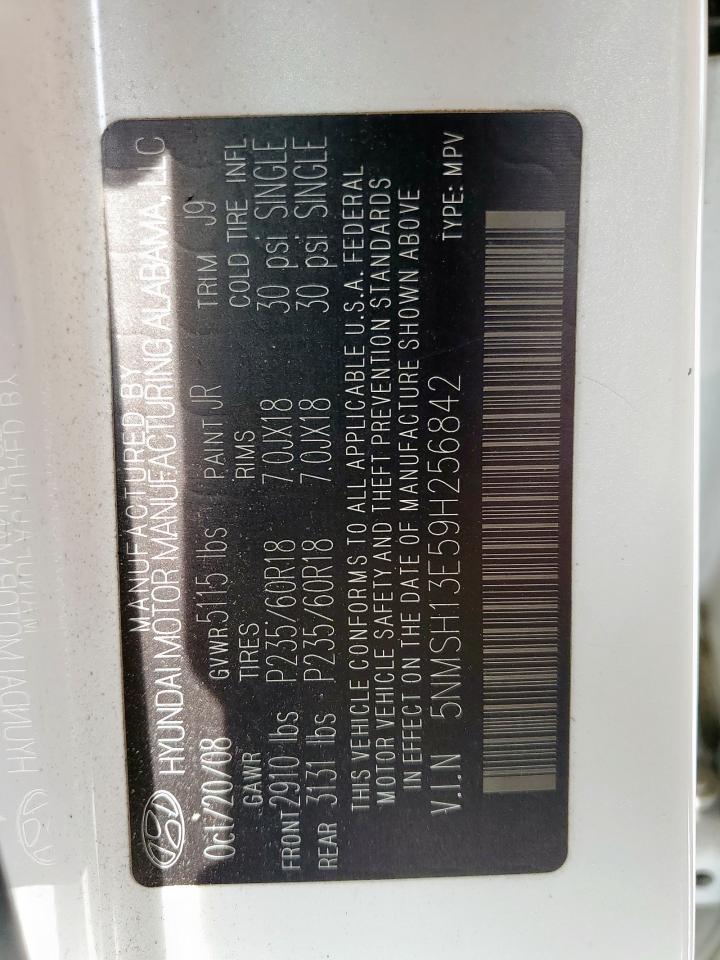 MANUFACTURED BY
HYUNDAI MOTOR MANUFACTURING ALABAMA, LLC
Oct/20/08 GVWR 5115 lbs PAINT JR TRIM J9
GAWR TIRES RIMS COLD TIRE INFL
FRONT 2910 lbs P235/60R18 7.0JX18 30 psi SINGLE
REAR 3131 lbs P235/60R18 7.0JX18 30 psi SINGLE
THIS VEHICLE CONFORMS TO ALL APPLICABLE U.S.A. FEDERAL
MOTOR VEHICLE SAFETY AND THEFT PREVENTION STANDARDS
IN EFFECT ON THE DATE OF MANUFACTURE SHOWN ABOVE
V.I.N 5NMSH13E59H256842 TYPE: MPV